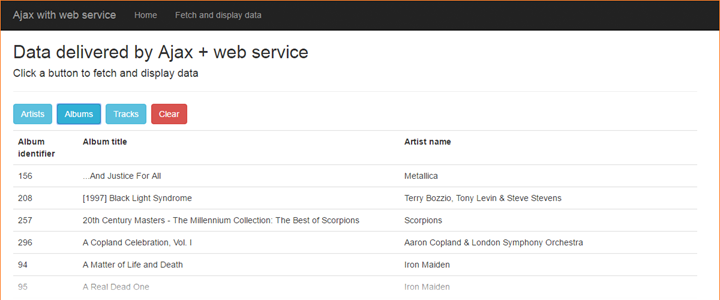 Ajax with web service Home Fetch and display data
Data delivered by Ajax + web service
Click a button to fetch and display data
Artists Albums Tracks Clear
Album identifier Album title Artist name
156 ...And Justice For All Metallica
208 [1997] Black Light Syndrome Terry Bozzio, Tony Levin & Steve Stevens
257 20th Century Masters - The Millennium Collection: The Best of Scorpions Scorpions
296 A Copland Celebration, Vol. I Aaron Copland & London Symphony Orchestra
94 A Matter of Life and Death Iron Maiden
95 A Real Dead One Iron Maiden